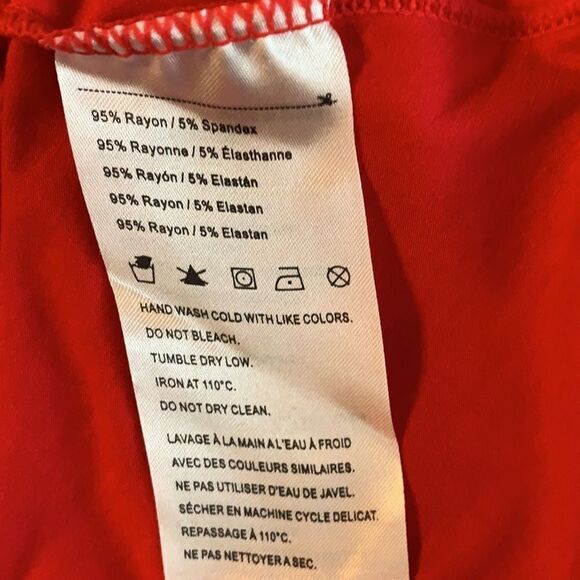 95% Rayon / 5% Spandex
95% Rayonne / 5% Élasthanne
95% Rayón / 5% Elastán
95% Rayon / 5% Elastan
95% Rayon / 5% Elastan
HAND WASH COLD WITH LIKE COLORS.
DO NOT BLEACH.
TUMBLE DRY LOW.
IRON AT 110°C.
DO NOT DRY CLEAN.
LAVAGE À LA MAIN A L'EAU À FROID
AVEC DES COULEURS SIMILAIRES.
NE PAS UTILISER D'EAU DE JAVEL.
SÉCHER EN MACHINE CYCLE DELICAT.
REPASSAGE À 110°C.
NE PAS NETTOYER A SEC.